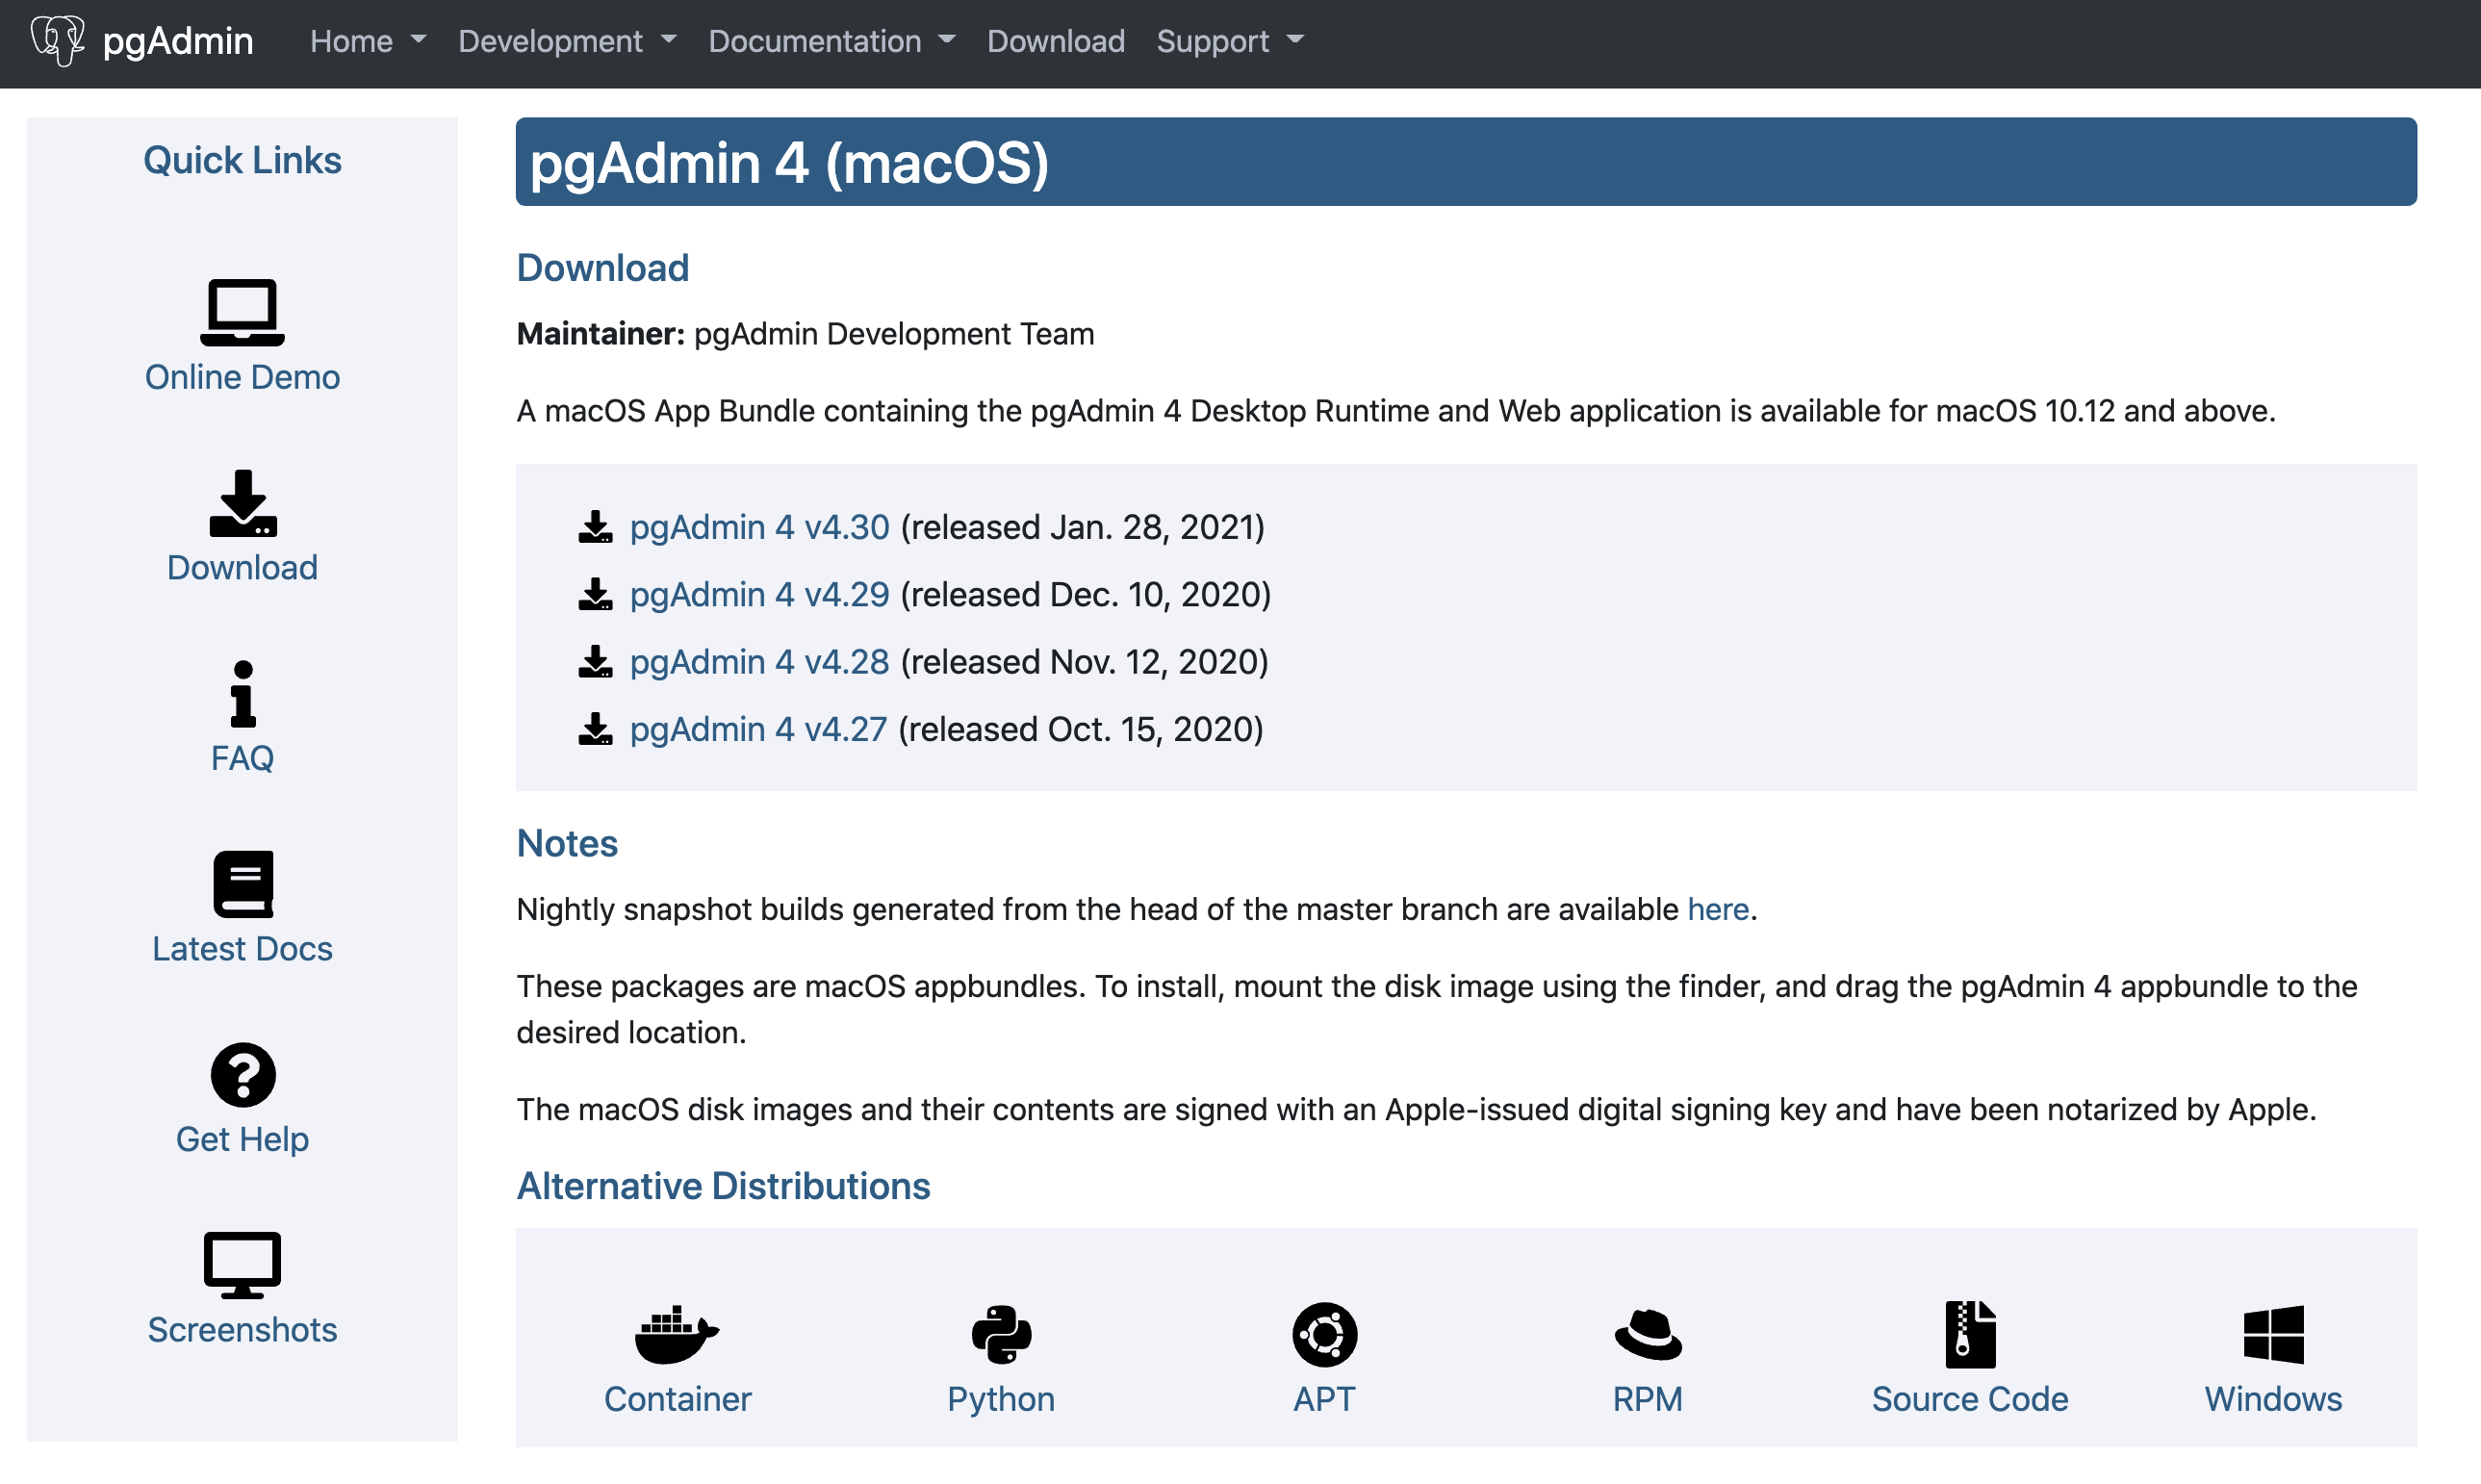 pgAdmin Home Development Documentation Download Support
Quick Links
Online Demo
Download
FAQ
Latest Docs
Get Help
Screenshots
pgAdmin 4 (macOS)
Download
Maintainer: pgAdmin Development Team
A macOS App Bundle containing the pgAdmin 4 Desktop Runtime and Web application is available for macOS 10.12 and above.
pgAdmin 4 v4.30 (released Jan. 28, 2021)
pgAdmin 4 v4.29 (released Dec. 10, 2020)
pgAdmin 4 v4.28 (released Nov. 12, 2020)
pgAdmin 4 v4.27 (released Oct. 15, 2020)
Notes
Nightly snapshot builds generated from the head of the master branch are available here.
These packages are macOS appbundles. To install, mount the disk image using the finder, and drag the pgAdmin 4 appbundle to the
desired location.
The macOS disk images and their contents are signed with an Apple-issued digital signing key and have been notarized by Apple.
Alternative Distributions
Container Python APT RPM Source Code Windows